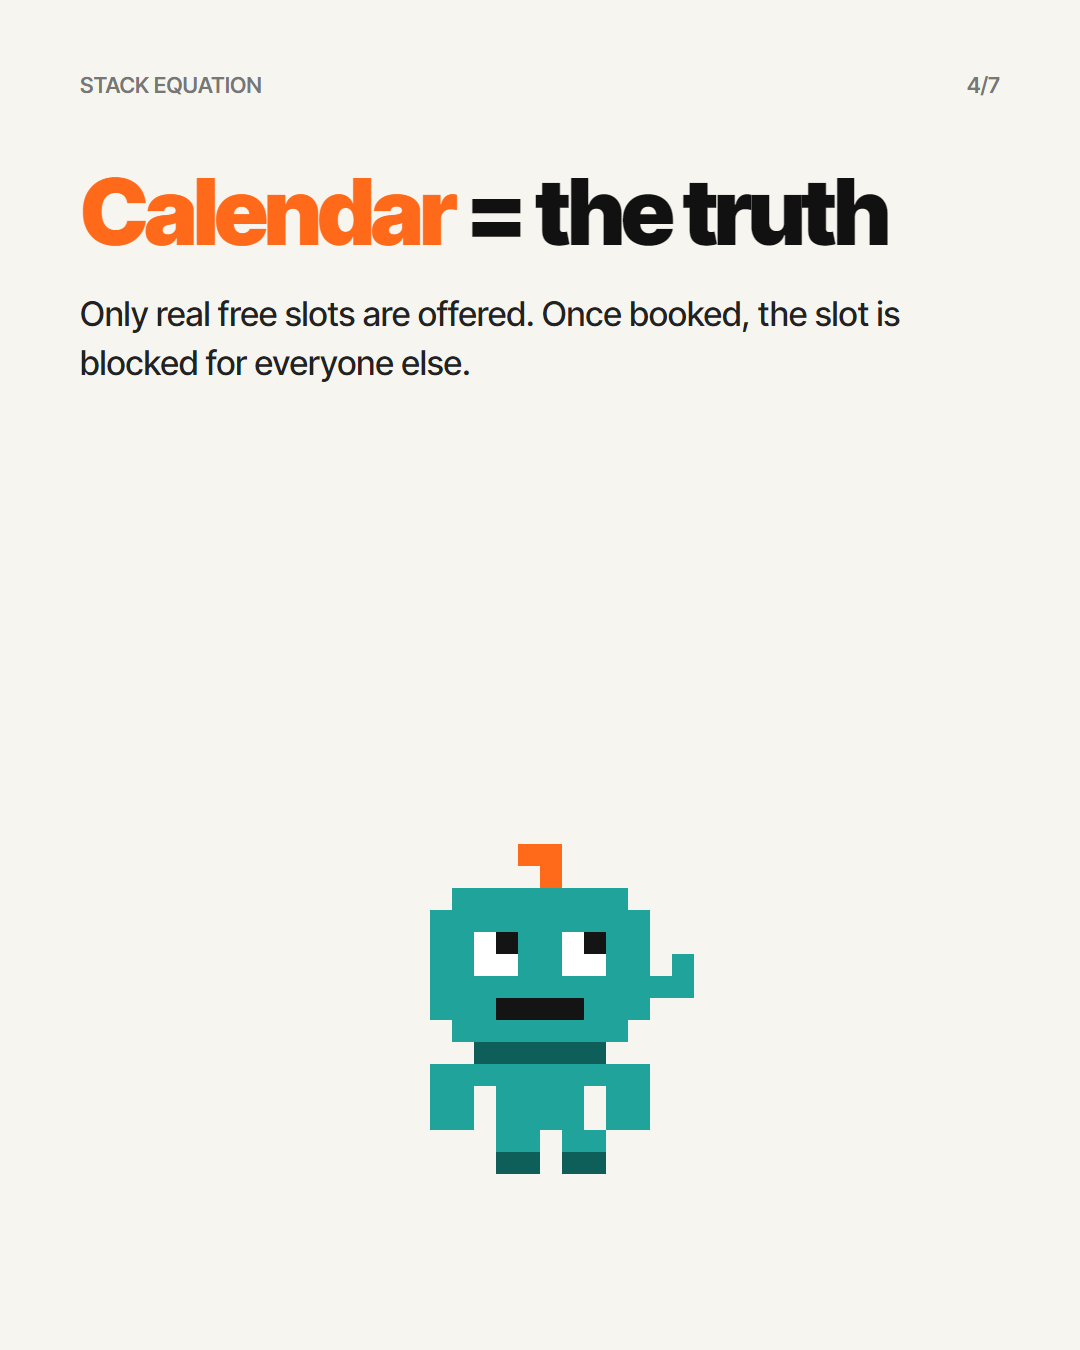 STACK EQUATION
4/7
Calendar = the truth
Only real free slots are offered. Once booked, the slot is
blocked for everyone else.